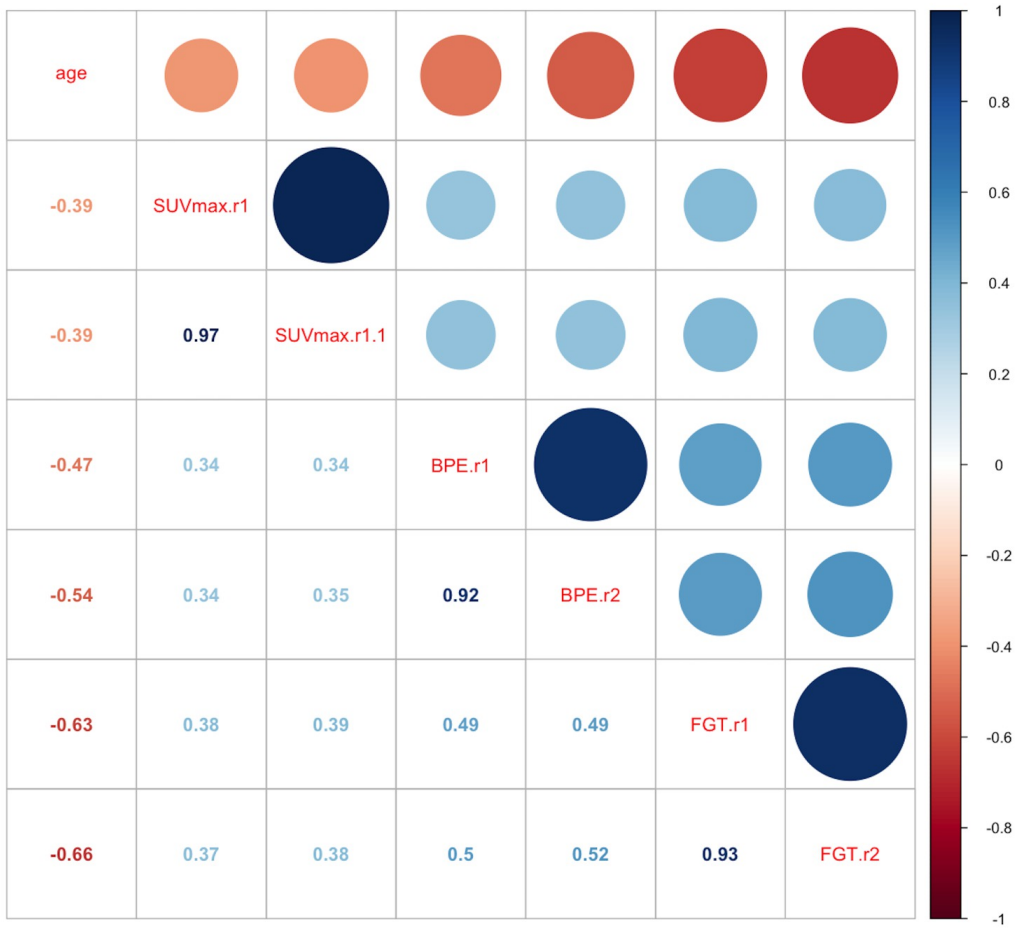 age
-0.39 SUVmax.r1
-0.39 0.97 SUVmax.r1.1
-0.47 0.34 0.34 BPE.r1
-0.54 0.34 0.35 0.92 BPE.r2
-0.63 0.38 0.39 0.49 0.49 FGT.r1
-0.66 0.37 0.38 0.5 0.52 0.93 FGT.r2
1
0.8
0.6
0.4
0.2
0
-0.2
-0.4
-0.6
-0.8
-1